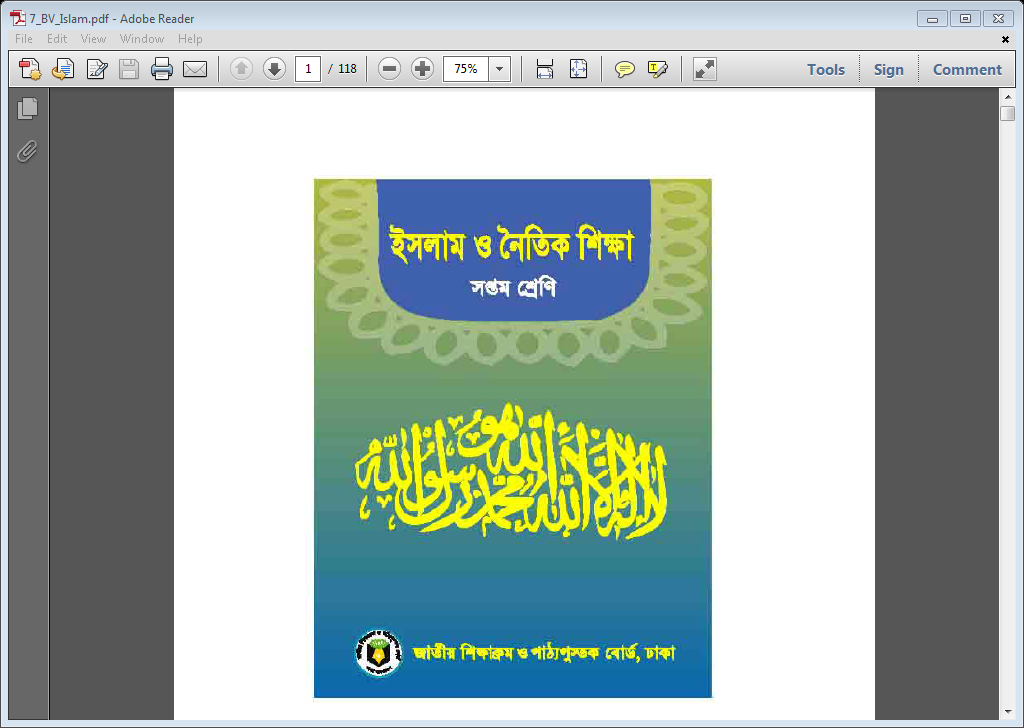 7_BV_Islam.pdf - Adobe Reader
File Edit View Window Help
1 / 118 75% Tools Sign Comment
ইসলাম ও নৈতিক শিক্ষা
সপ্তম শ্রেণি
لا إله إلا الله محمد رسول الله
জাতীয় শিক্ষাক্রম ও পাঠ্যপুস্তক বোর্ড, ঢাকা